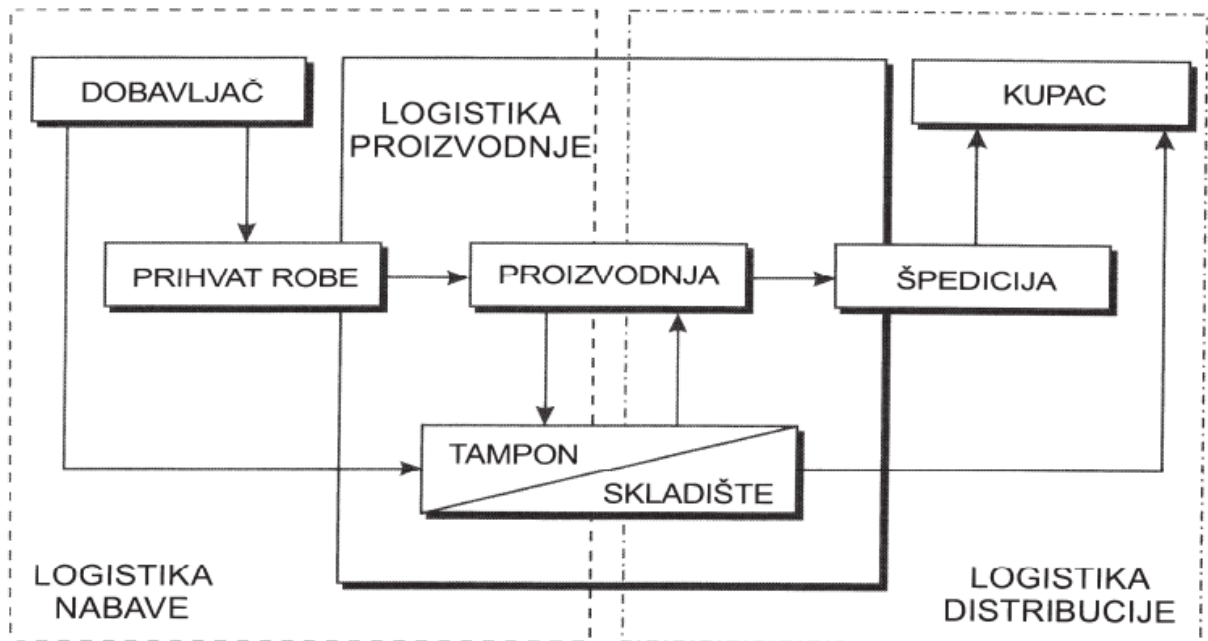 DOBAVLJAČ
LOGISTIKA
PROIZVODNJE
KUPAC
PRIHVAT ROBE
PROIZVODNJA
ŠPEDICIJA
TAMPON
SKLADIŠTE
LOGISTIKA
NABAVE
LOGISTIKA
DISTRIBUCIJE